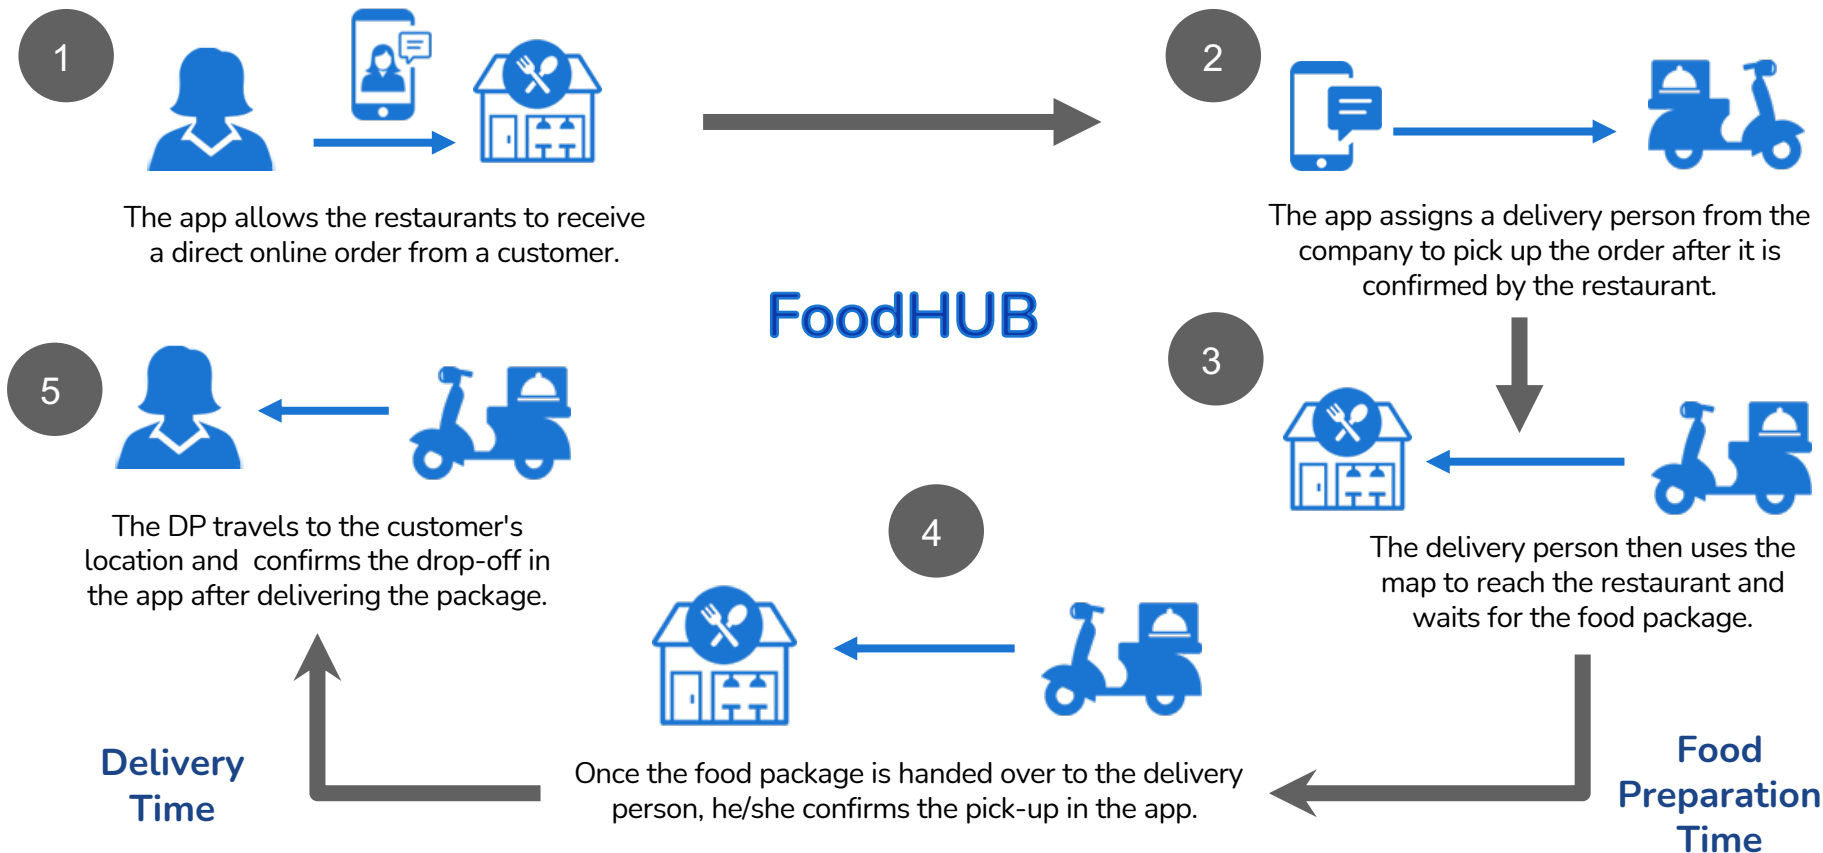 1
The app allows the restaurants to receive
a direct online order from a customer.
2
The app assigns a delivery person from the
company to pick up the order after it is
confirmed by the restaurant.
FoodHUB
3
The delivery person then uses the
map to reach the restaurant and
waits for the food package.
Food
Preparation
Time
4
Once the food package is handed over to the delivery
person, he/she confirms the pick-up in the app.
Delivery
Time
5
The DP travels to the customer's
location and  confirms the drop-off in
the app after delivering the package.